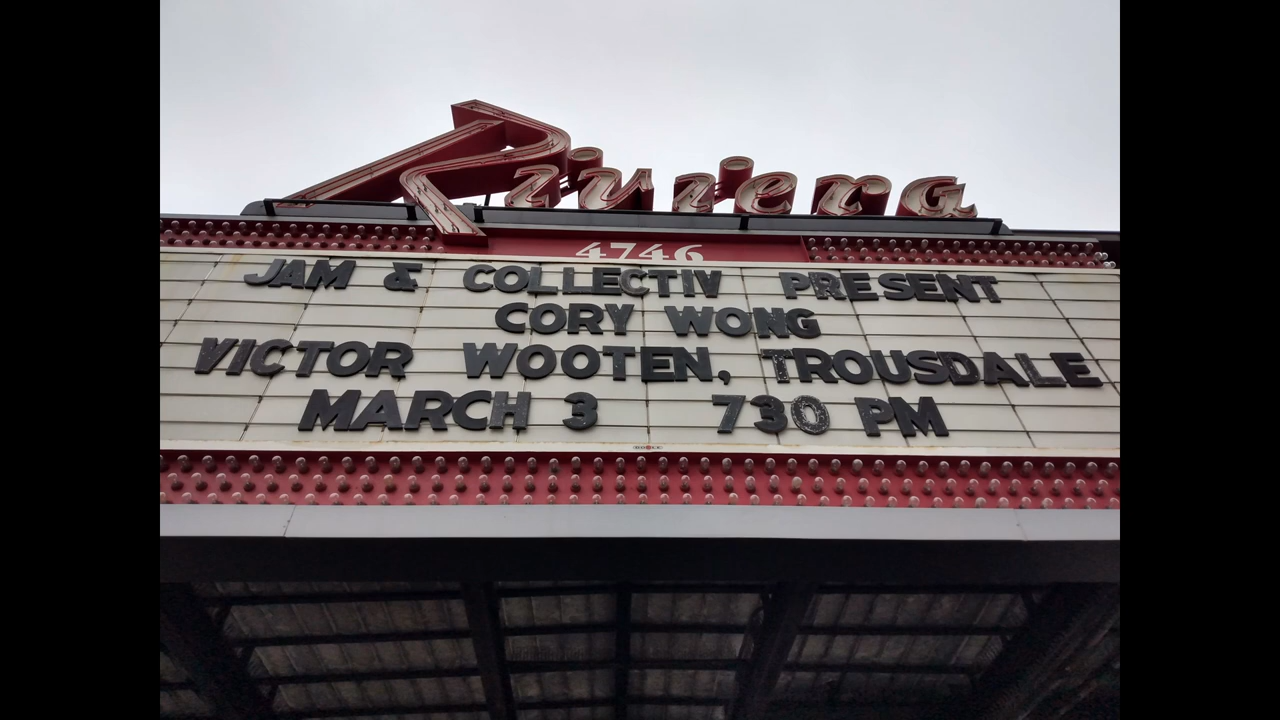 Riviera
4746
JAM & COLLECTIV PRESENT
CORY WONG
VICTOR WOOTEN, TROUSDALE
MARCH 3 730 PM